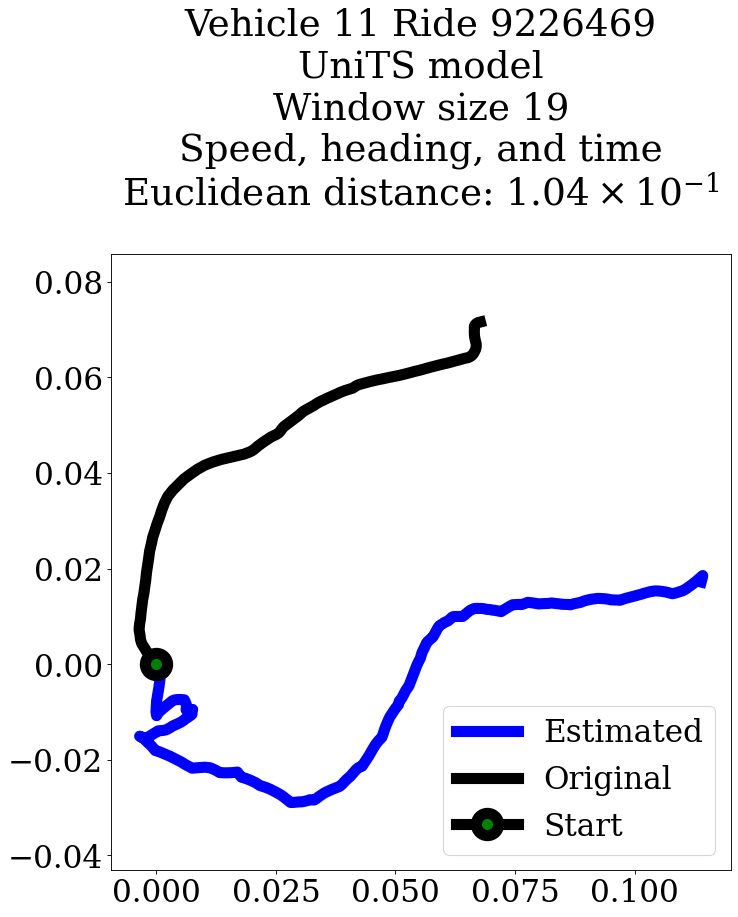 Vehicle 11 Ride 9226469
UniTS model
Window size 19
Speed, heading, and time
Euclidean distance: 1.04 × 10⁻¹
0.08
0.06
0.04
0.02
0.00
−0.02
−0.04
Estimated
Original
Start
0.000 0.025 0.050 0.075 0.100